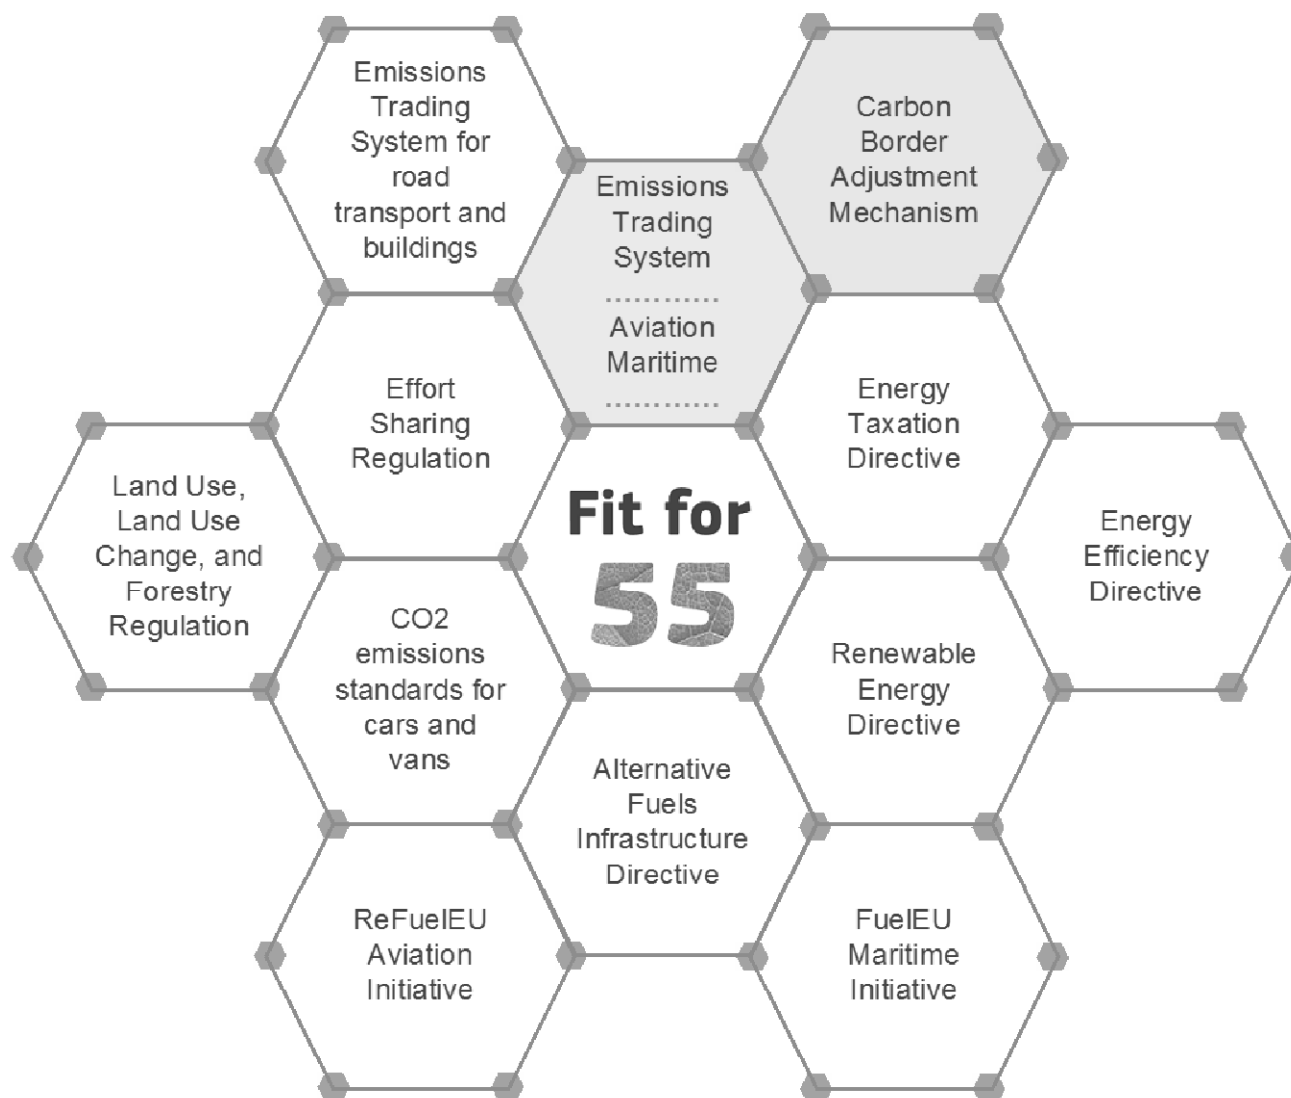 Emissions
Trading
System for
road
transport and
buildings
Carbon
Border
Adjustment
Mechanism
Emissions
Trading
System
............
Aviation
Maritime
............
Effort
Sharing
Regulation
Energy
Taxation
Directive
Land Use,
Land Use
Change, and
Forestry
Regulation
Fit for
55
Energy
Efficiency
Directive
CO2
emissions
standards for
cars and
vans
Renewable
Energy
Directive
Alternative
Fuels
Infrastructure
Directive
ReFuelEU
Aviation
Initiative
FuelEU
Maritime
Initiative